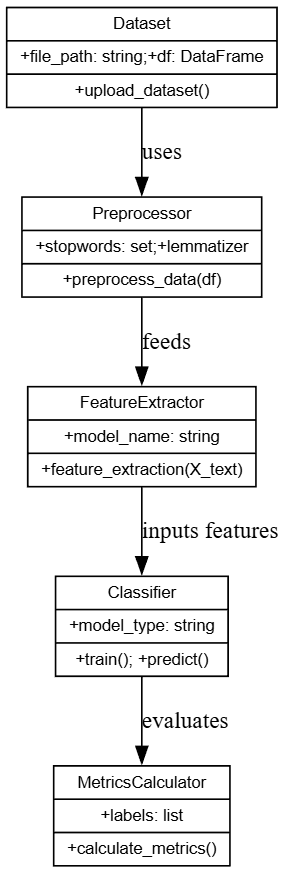 Dataset
+file_path: string;+df: DataFrame
+upload_dataset()
uses
Preprocessor
+stopwords: set;+lemmatizer
+preprocess_data(df)
feeds
FeatureExtractor
+model_name: string
+feature_extraction(X_text)
inputs features
Classifier
+model_type: string
+train(); +predict()
evaluates
MetricsCalculator
+labels: list
+calculate_metrics()